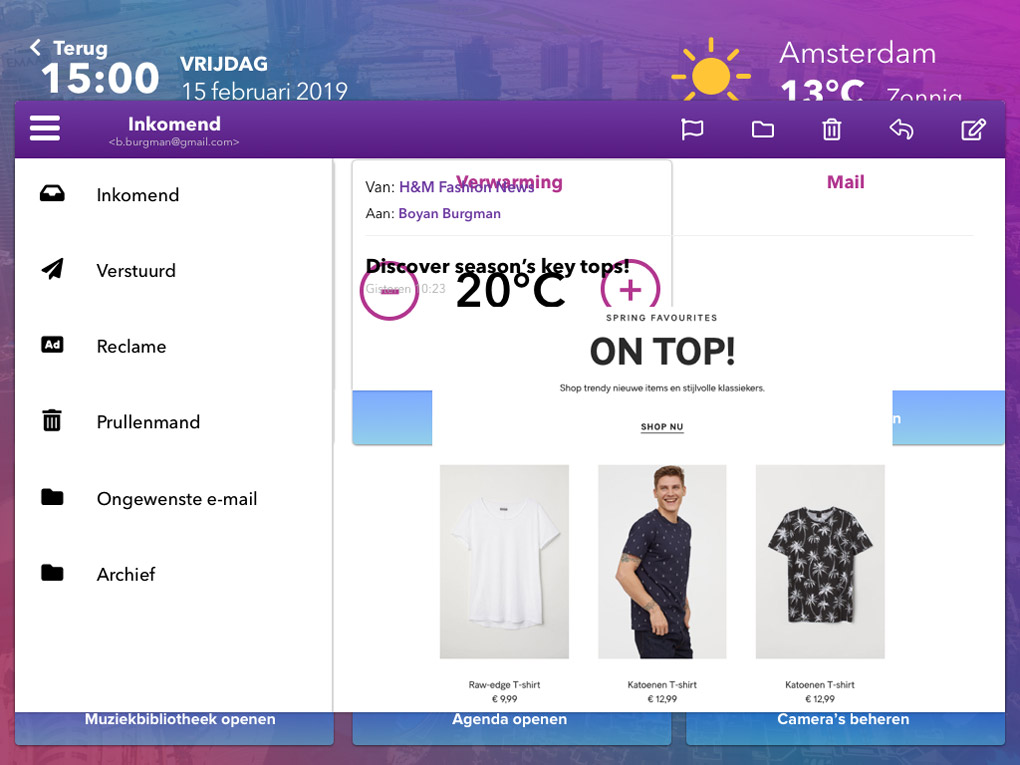 Terug
15:00
VRIJDAG
15 februari 2019
Amsterdam
13°C Zonnig
Inkomend
<b.burgman@gmail.com>
Inkomend
Verstuurd
Ad
Reclame
Prullenmand
Ongewenste e-mail
Archief
Verwarming
Mail
Van: H&M Fashion News
Aan: Boyan Burgman
Discover season's key tops!
Gisteren 10:23
20°C
SPRING FAVOURITES
ON TOP!
Shop trendy nieuwe items en stijlvolle klassiekers.
SHOP NU
n
Raw-edge T-shirt
€ 9,99
Katoenen T-shirt
€ 12,99
Katoenen T-shirt
€ 12,99
Muziekbibliotheek openen
Agenda openen
Camera's beheren